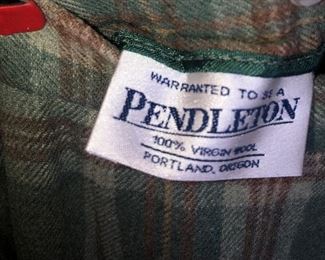 WARRANTED TO BE A
PENDLETON
100% VIRGIN WOOL
PORTLAND, OREGON